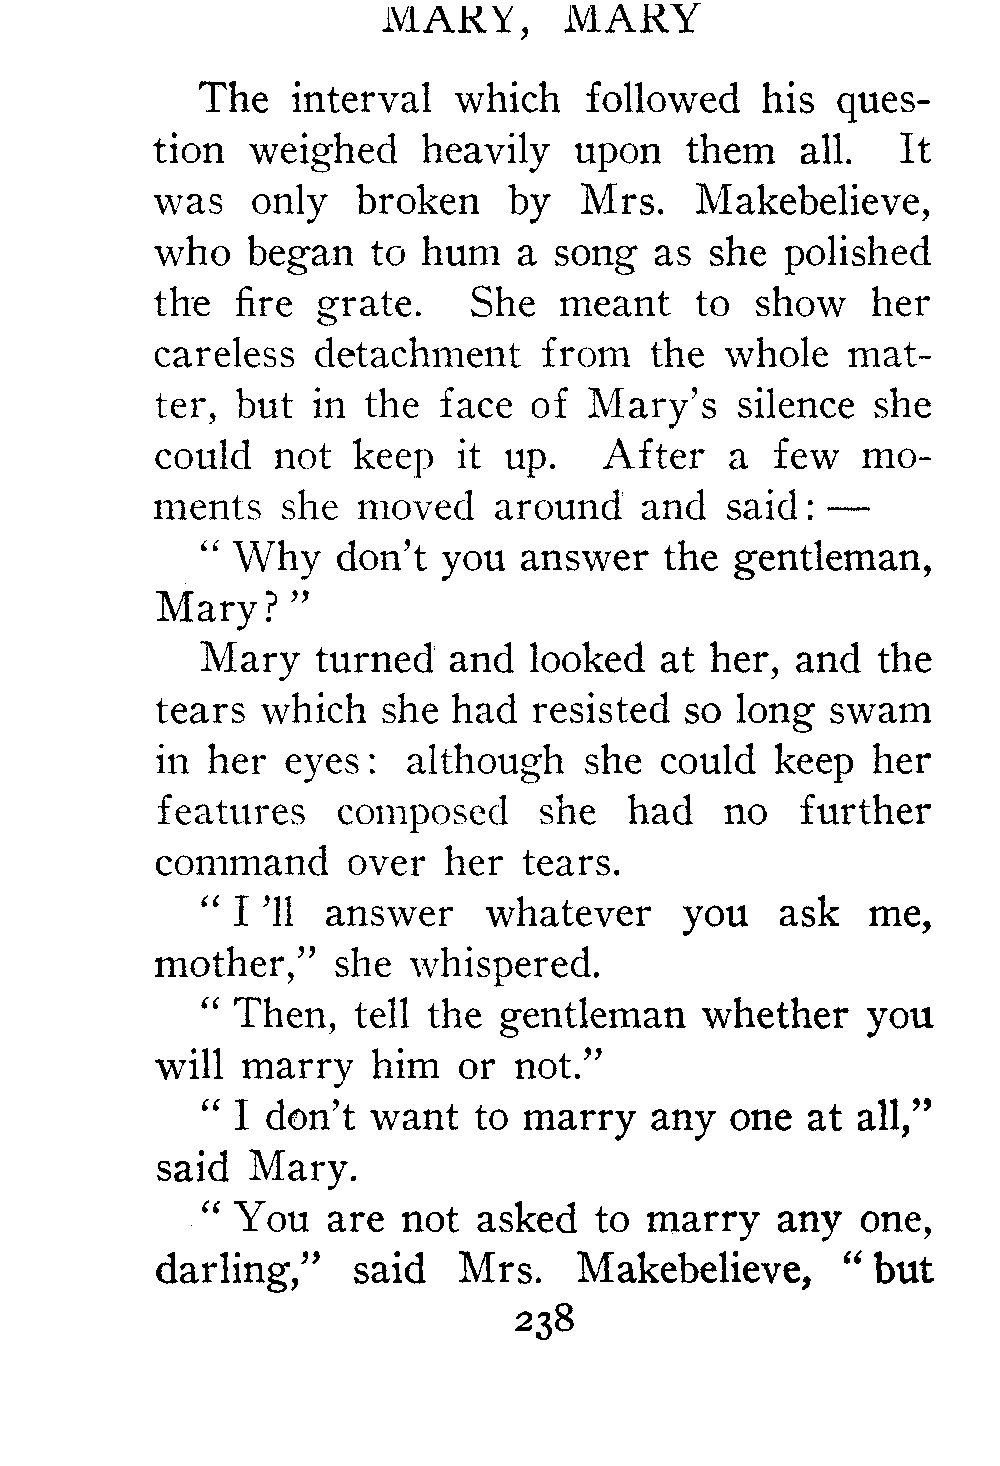 MARY, MARY
The interval which followed his ques-
tion weighed heavily upon them all. It
was only broken by Mrs. Makebelieve,
who began to hum a song as she polished
the fire grate. She meant to show her
careless detachment from the whole mat-
ter, but in the face of Mary's silence she
could not keep it up. After a few mo-
ments she moved around and said: —
" Why don't you answer the gentleman,
Mary? "
Mary turned and looked at her, and the
tears which she had resisted so long swam
in her eyes: although she could keep her
features composed she had no further
command over her tears.
" I 'll answer whatever you ask me,
mother," she whispered.
" Then, tell the gentleman whether you
will marry him or not."
" I don't want to marry any one at all,"
said Mary.
" You are not asked to marry any one,
darling," said Mrs. Makebelieve, " but
238